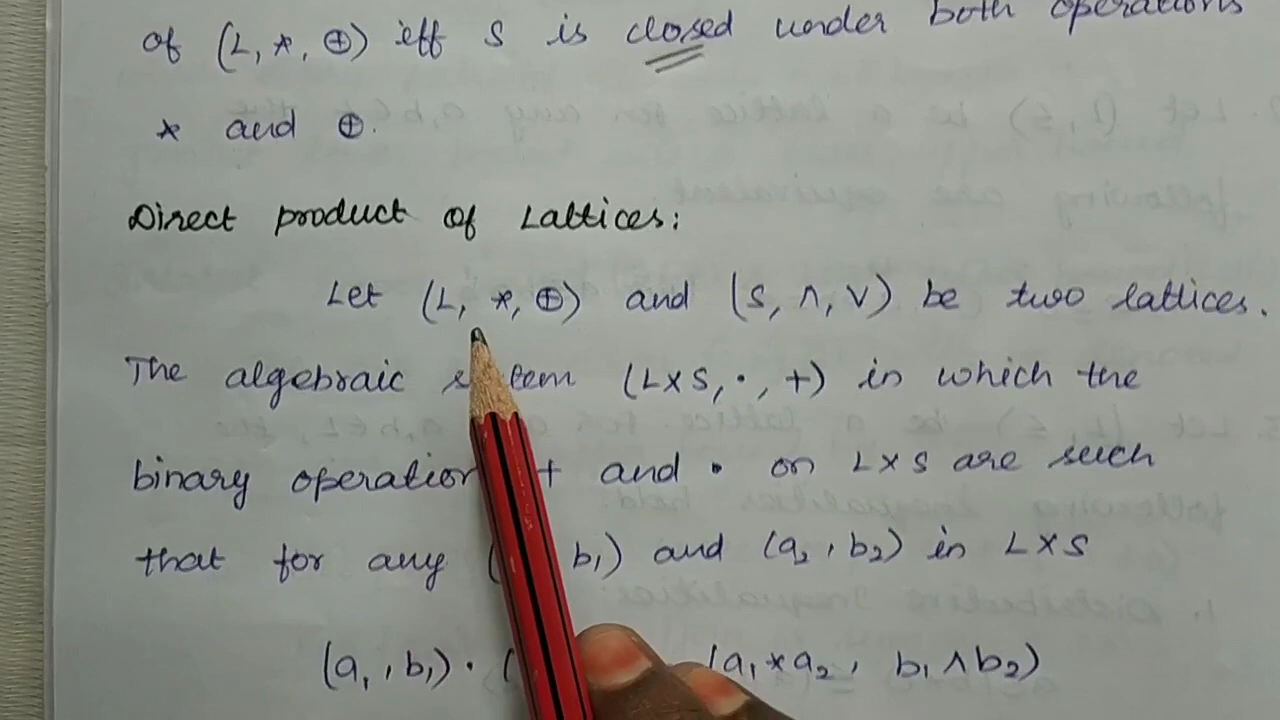 of (L, *, ⊕) iff S is closed under both operations
* and ⊕.
Direct product of Lattices:
Let (L, *, ⊕) and (S, ∧, ∨) be two lattices.
The algebraic (L×S, ·, +) in which the
binary operation + and · on L×S are such
that for any ( b₁) and (a₂, b₂) in L×S
(a₁, b₁) · ( (a₁ * a₂, b₁ ∧ b₂)